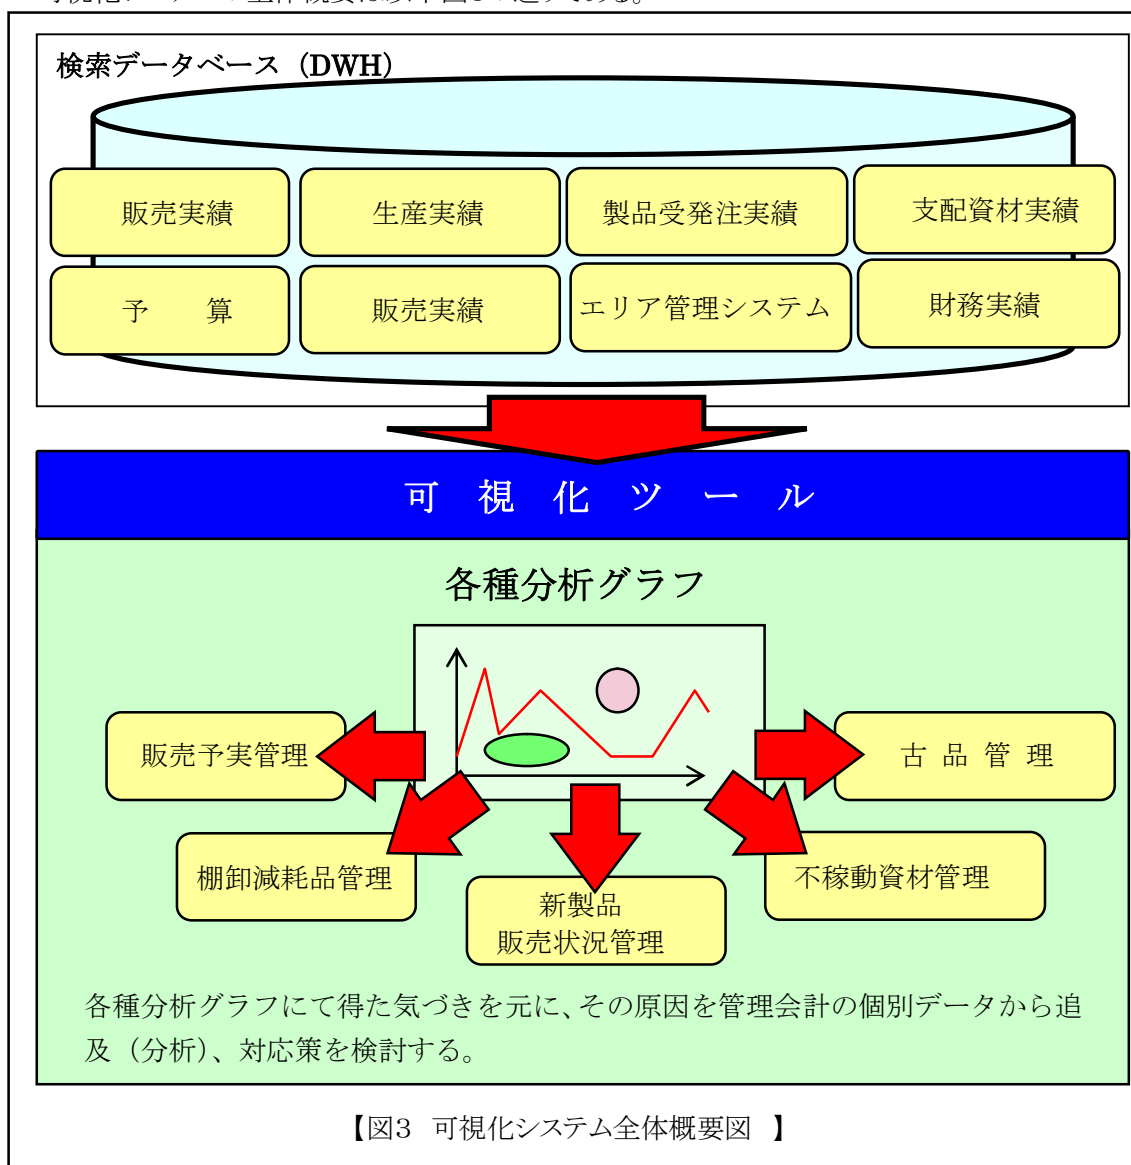 検索データベース（DWH）
販売実績　生産実績　製品受発注実績　支配資材実績
予　　算　販売実績　エリア管理システム　財務実績
可　視　化　ツ　ー　ル
各種分析グラフ
販売予実管理　古 品 管 理
棚卸減耗品管理　不稼動資材管理
新製品
販売状況管理
各種分析グラフにて得た気づきを元に、その原因を管理会計の個別データから追
及（分析）、対応策を検討する。
【図３　可視化システム全体概要図　】